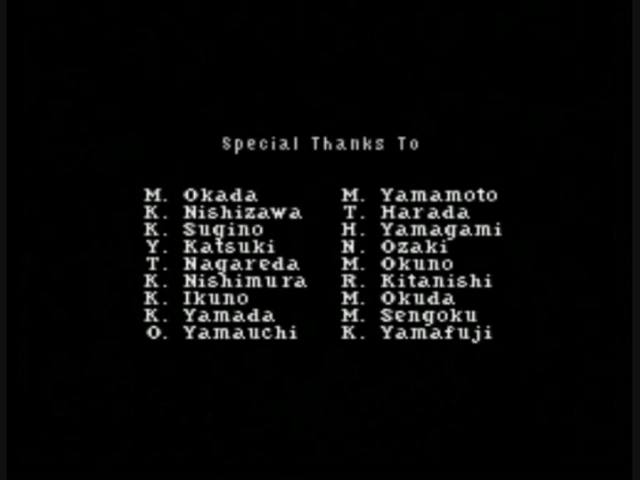 Special Thanks To
M. Okada M. Yamamoto
K. Nishizawa T. Harada
K. Sugino H. Yamagami
Y. Katsuki N. Ozaki
T. Nagareda M. Okuno
K. Nishimura R. Kitanishi
K. Ikuno M. Okuda
K. Yamada M. Sengoku
O. Yamauchi K. Yamafuji